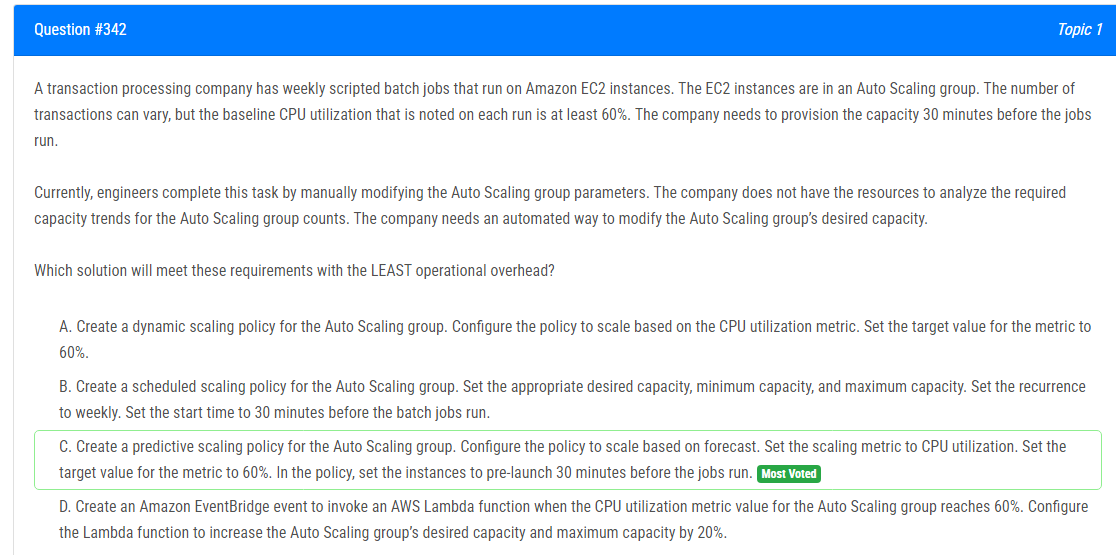 Question #342
Topic 1
A transaction processing company has weekly scripted batch jobs that run on Amazon EC2 instances. The EC2 instances are in an Auto Scaling group. The number of
transactions can vary, but the baseline CPU utilization that is noted on each run is at least 60%. The company needs to provision the capacity 30 minutes before the jobs
run.
Currently, engineers complete this task by manually modifying the Auto Scaling group parameters. The company does not have the resources to analyze the required
capacity trends for the Auto Scaling group counts. The company needs an automated way to modify the Auto Scaling group’s desired capacity.
Which solution will meet these requirements with the LEAST operational overhead?
A. Create a dynamic scaling policy for the Auto Scaling group. Configure the policy to scale based on the CPU utilization metric. Set the target value for the metric to
60%.
B. Create a scheduled scaling policy for the Auto Scaling group. Set the appropriate desired capacity, minimum capacity, and maximum capacity. Set the recurrence
to weekly. Set the start time to 30 minutes before the batch jobs run.
C. Create a predictive scaling policy for the Auto Scaling group. Configure the policy to scale based on forecast. Set the scaling metric to CPU utilization. Set the
target value for the metric to 60%. In the policy, set the instances to pre-launch 30 minutes before the jobs run. Most Voted
D. Create an Amazon EventBridge event to invoke an AWS Lambda function when the CPU utilization metric value for the Auto Scaling group reaches 60%. Configure
the Lambda function to increase the Auto Scaling group’s desired capacity and maximum capacity by 20%.